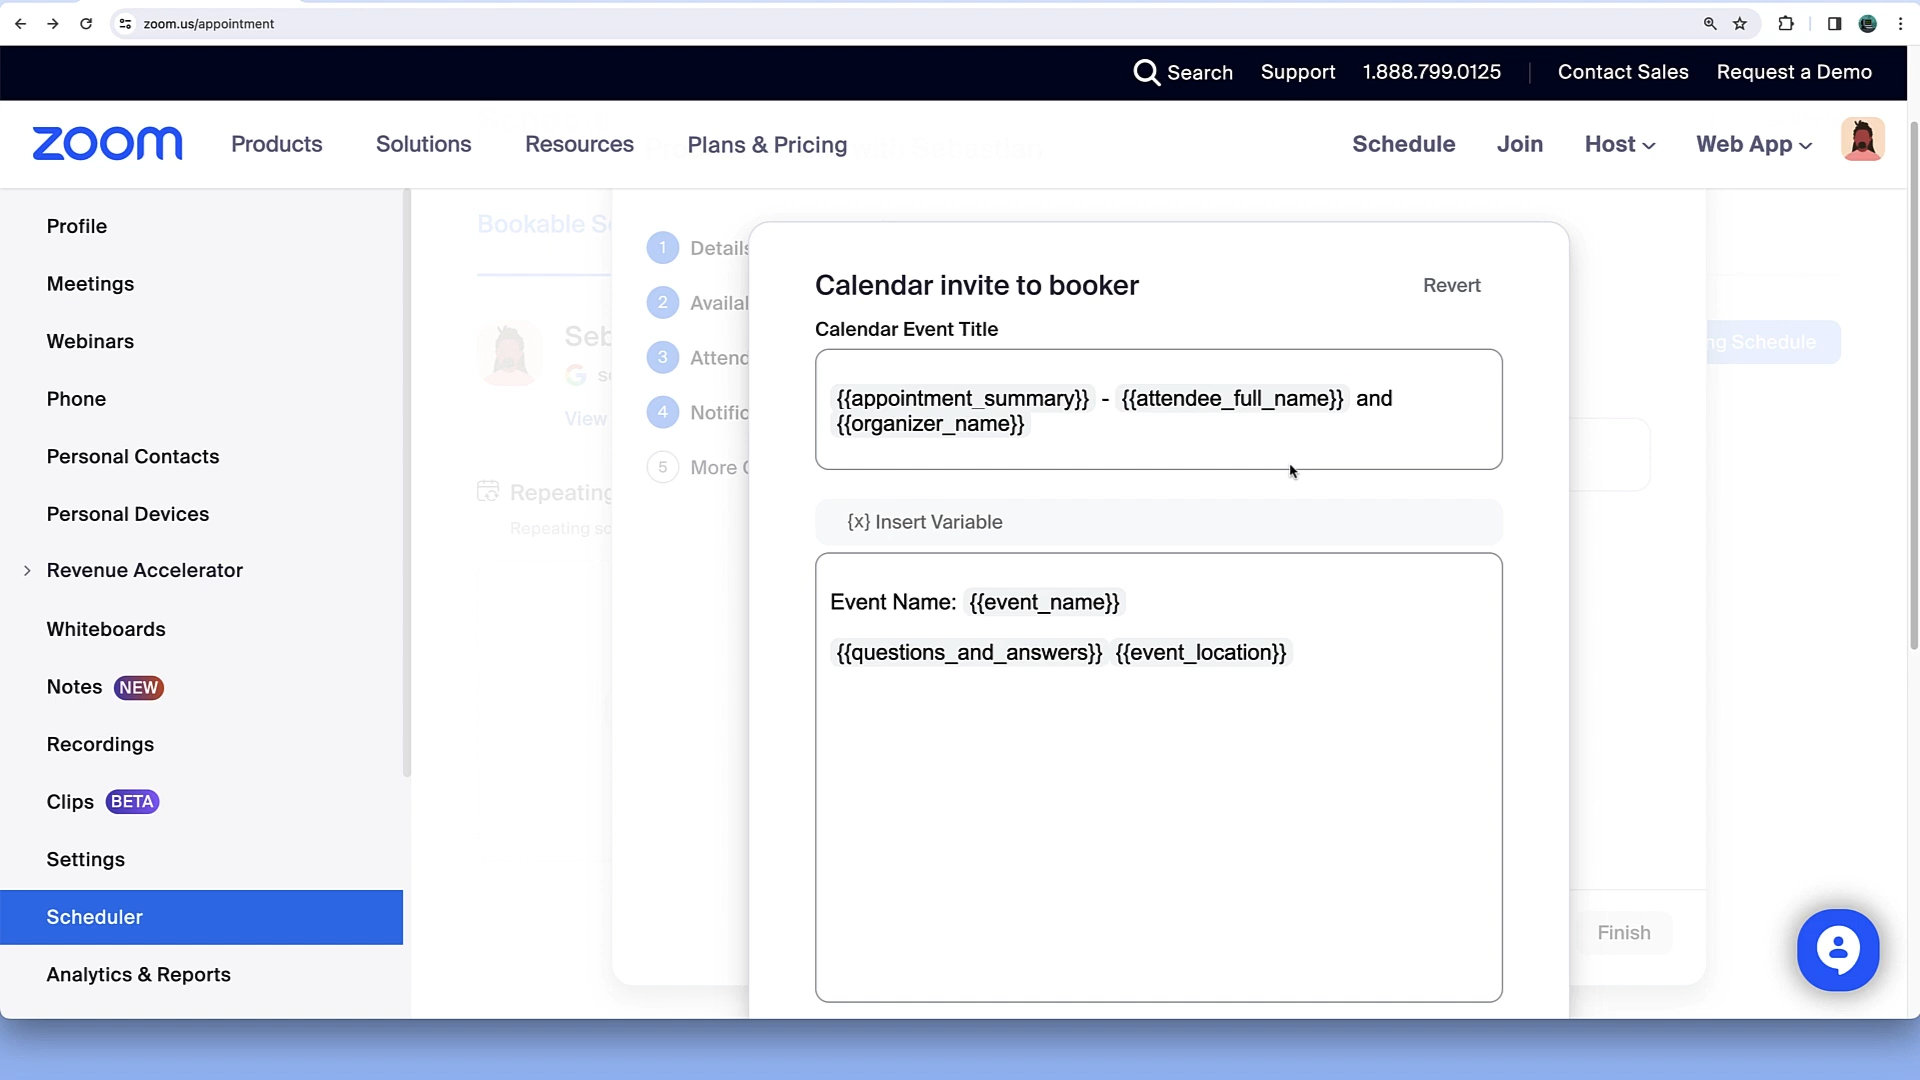 zoom.us/appointment
Search Support 1.888.799.0125 Contact Sales Request a Demo
zoom Products Solutions Resources Plans & Pricing Schedule Join Host Web App
Profile
Meetings
Webinars
Phone
Personal Contacts
Personal Devices
Revenue Accelerator
Whiteboards
Notes NEW
Recordings
Clips BETA
Settings
Scheduler
Analytics & Reports
Bookable
View
Repeating
Repeating
1 Details
2
3
4
5 More
Calendar invite to booker Revert
Calendar Event Title
{{appointment_summary}} - {{attendee_full_name}} and
{{organizer_name}}
{x} Insert Variable
Event Name: {{event_name}}
{{questions_and_answers}} {{event_location}}
Schedule
Finish